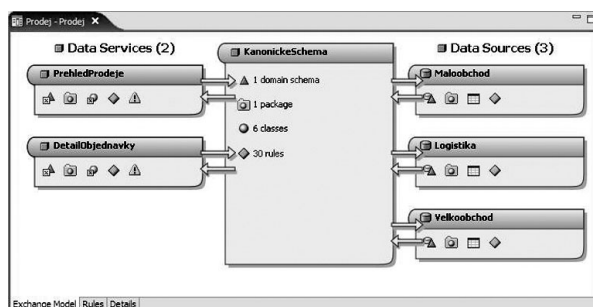 Prodej - Prodej
Data Services (2)
KanonickeSchema
Data Sources (3)
PrehledProdeje
1 domain schema
Maloobchod
1 package
6 classes
DetailObjednavky
30 rules
Logistika
Velkoobchod
Exchange Model Rules Details